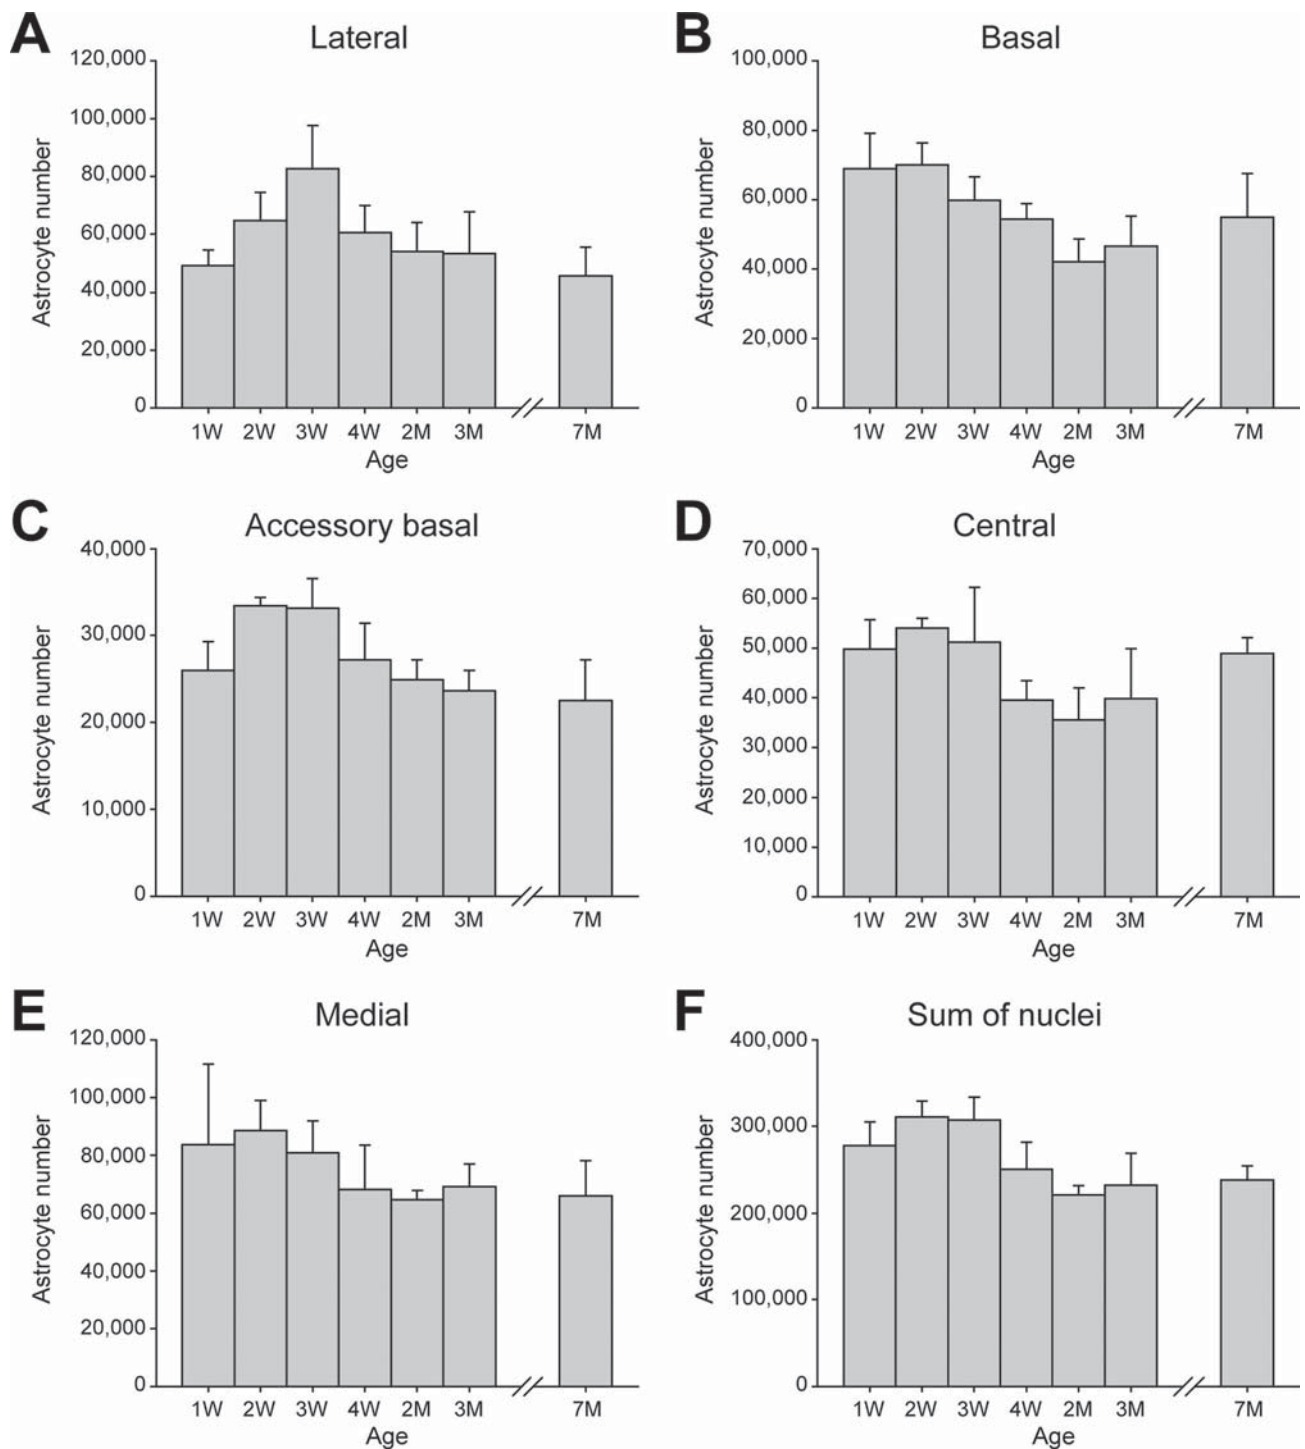 A
Lateral
120,000
100,000
80,000
60,000
40,000
20,000
0
Astrocyte number
1W 2W 3W 4W 2M 3M 7M
Age
B
Basal
100,000
80,000
60,000
40,000
20,000
0
Astrocyte number
1W 2W 3W 4W 2M 3M 7M
Age
C
Accessory basal
40,000
30,000
20,000
10,000
0
Astrocyte number
1W 2W 3W 4W 2M 3M 7M
Age
D
Central
70,000
60,000
50,000
40,000
30,000
20,000
10,000
0
Astrocyte number
1W 2W 3W 4W 2M 3M 7M
Age
E
Medial
120,000
100,000
80,000
60,000
40,000
20,000
0
Astrocyte number
1W 2W 3W 4W 2M 3M 7M
Age
F
Sum of nuclei
400,000
300,000
200,000
100,000
0
Astrocyte number
1W 2W 3W 4W 2M 3M 7M
Age